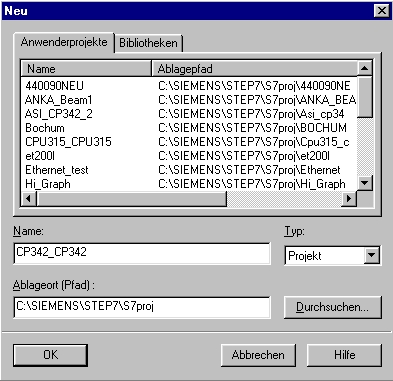 Neu
Anwenderprojekte Bibliotheken
Name Ablagepfad
440090NEU C:\SIEMENS\STEP7\S7proj\440090NE
ANKA_Beam1 C:\SIEMENS\STEP7\S7proj\ANKA_BEA
ASI_CP342_2 C:\SIEMENS\STEP7\S7proj\Asi_cp34
Bochum C:\SIEMENS\STEP7\S7proj\BOCHUM
CPU315_CPU315 C:\SIEMENS\STEP7\S7proj\Cpu315_c
et200l C:\SIEMENS\STEP7\S7proj\et200l
Ethernet_test C:\SIEMENS\STEP7\S7proj\Ethernet
Hi_Graph C:\SIEMENS\STEP7\S7proj\Hi_Graph
Name: Typ:
CP342_CP342 Projekt
Ablageort (Pfad) :
C:\SIEMENS\STEP7\S7proj Durchsuchen...
OK Abbrechen Hilfe